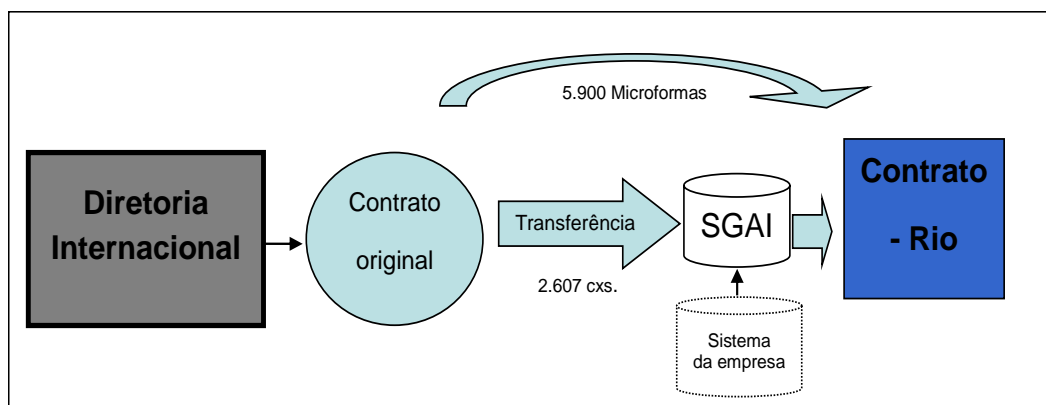 5.900 Microformas
Diretoria
Internacional
Contrato
original
Transferência
2.607 cxs.
SGAI
Sistema
da empresa
Contrato
- Rio